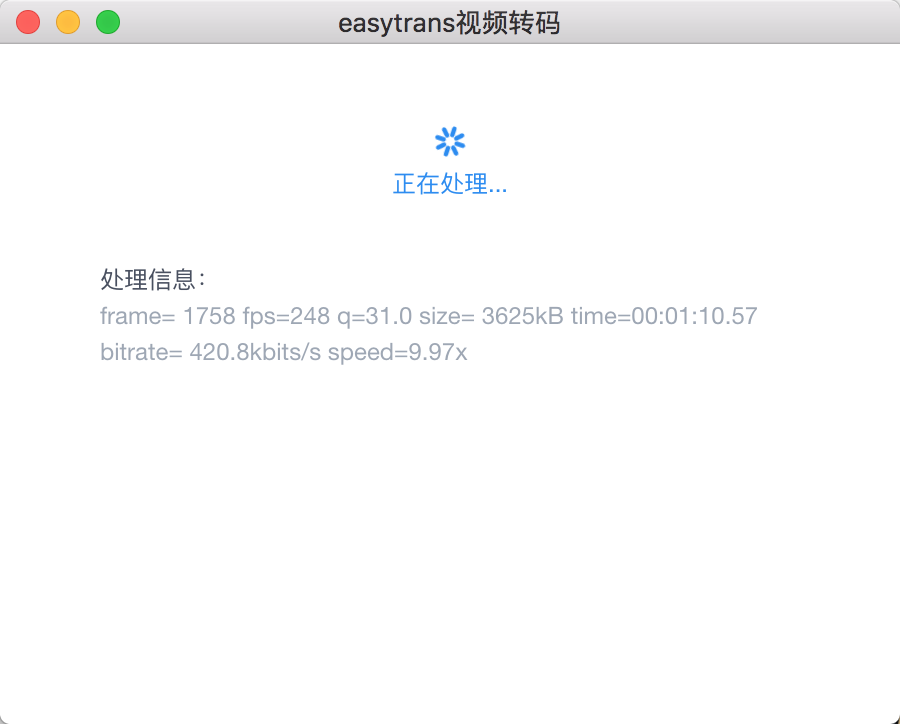 easytrans视频转码
正在处理...
处理信息：
frame= 1758 fps=248 q=31.0 size= 3625kB time=00:01:10.57
bitrate= 420.8kbits/s speed=9.97x